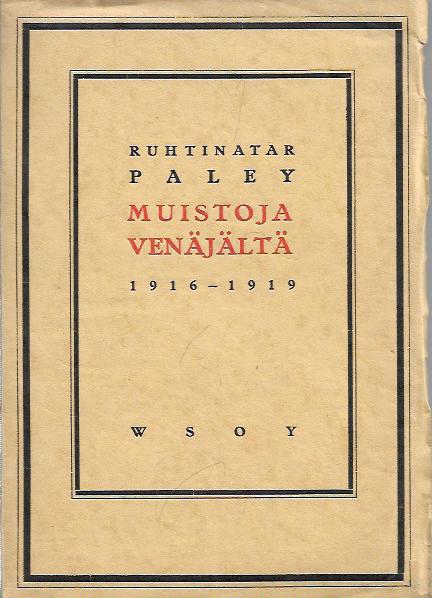 RUHTINATAR
PALEY
MUISTOJA
VENÄJÄLTÄ
1916–1919
WSOY